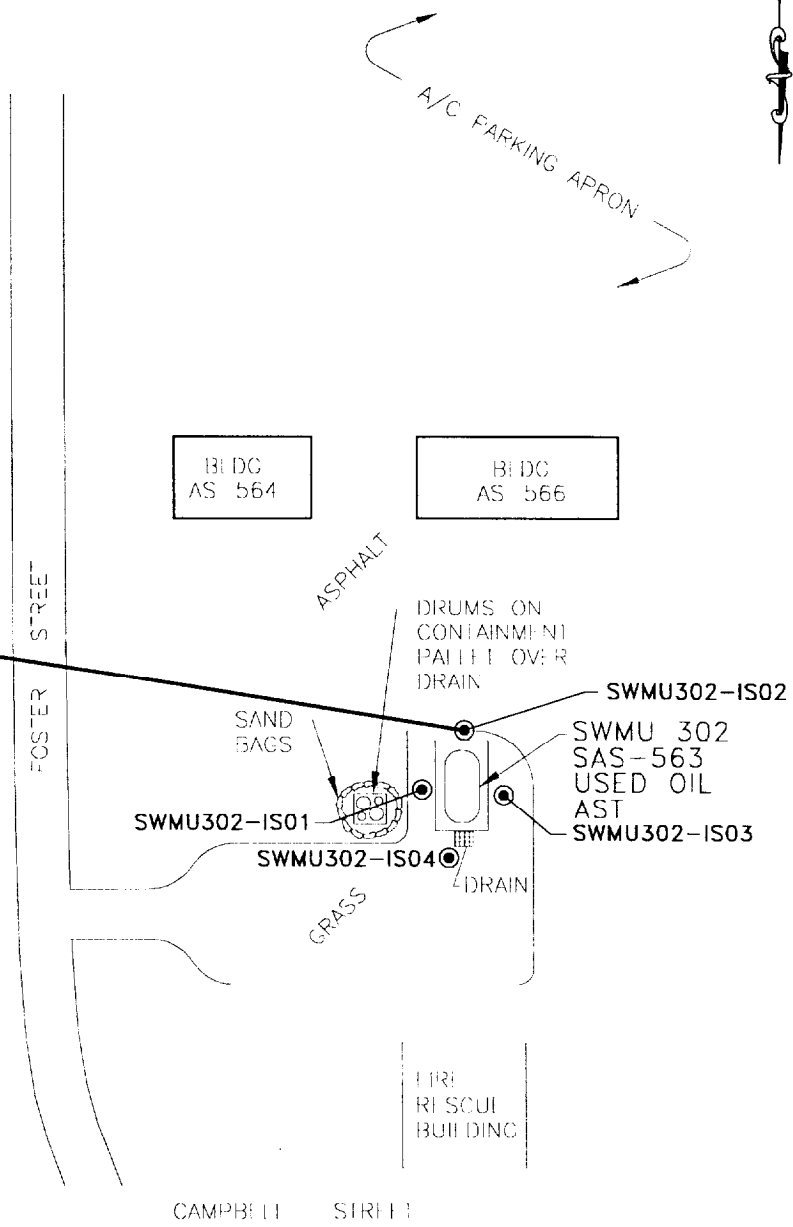 A/C PARKING APRON
BLDG
AS 564
BLDG
AS 566
ASPHALT
FOSTER STREET
DRUMS ON
CONTAINMENT
PALLET OVER
DRAIN
SWMU302-IS02
SAND
BAGS
SWMU 302
SAS-563
USED OIL
AST
SWMU302-IS01
SWMU302-IS03
SWMU302-IS04
DRAIN
GRASS
FIRE
RESCUE
BUILDING
CAMPBELL STREET